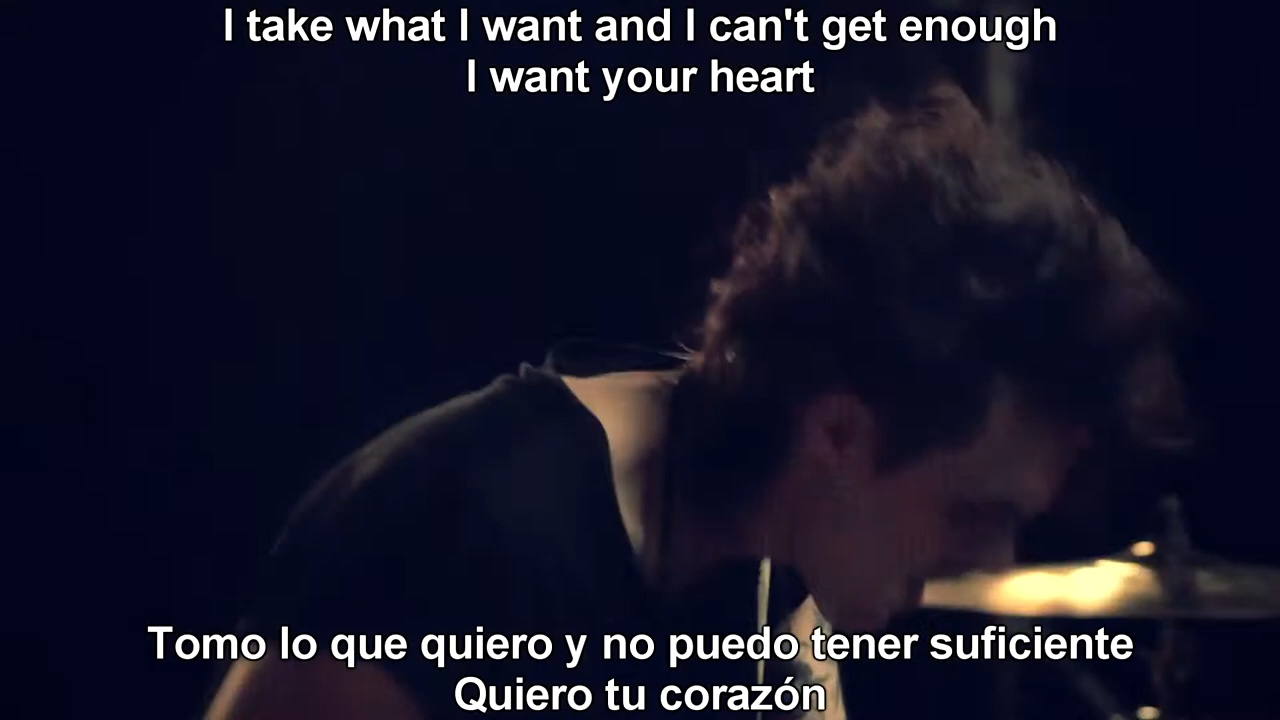 I take what I want and I can't get enough
I want your heart
Tomo lo que quiero y no puedo tener suficiente
Quiero tu corazón